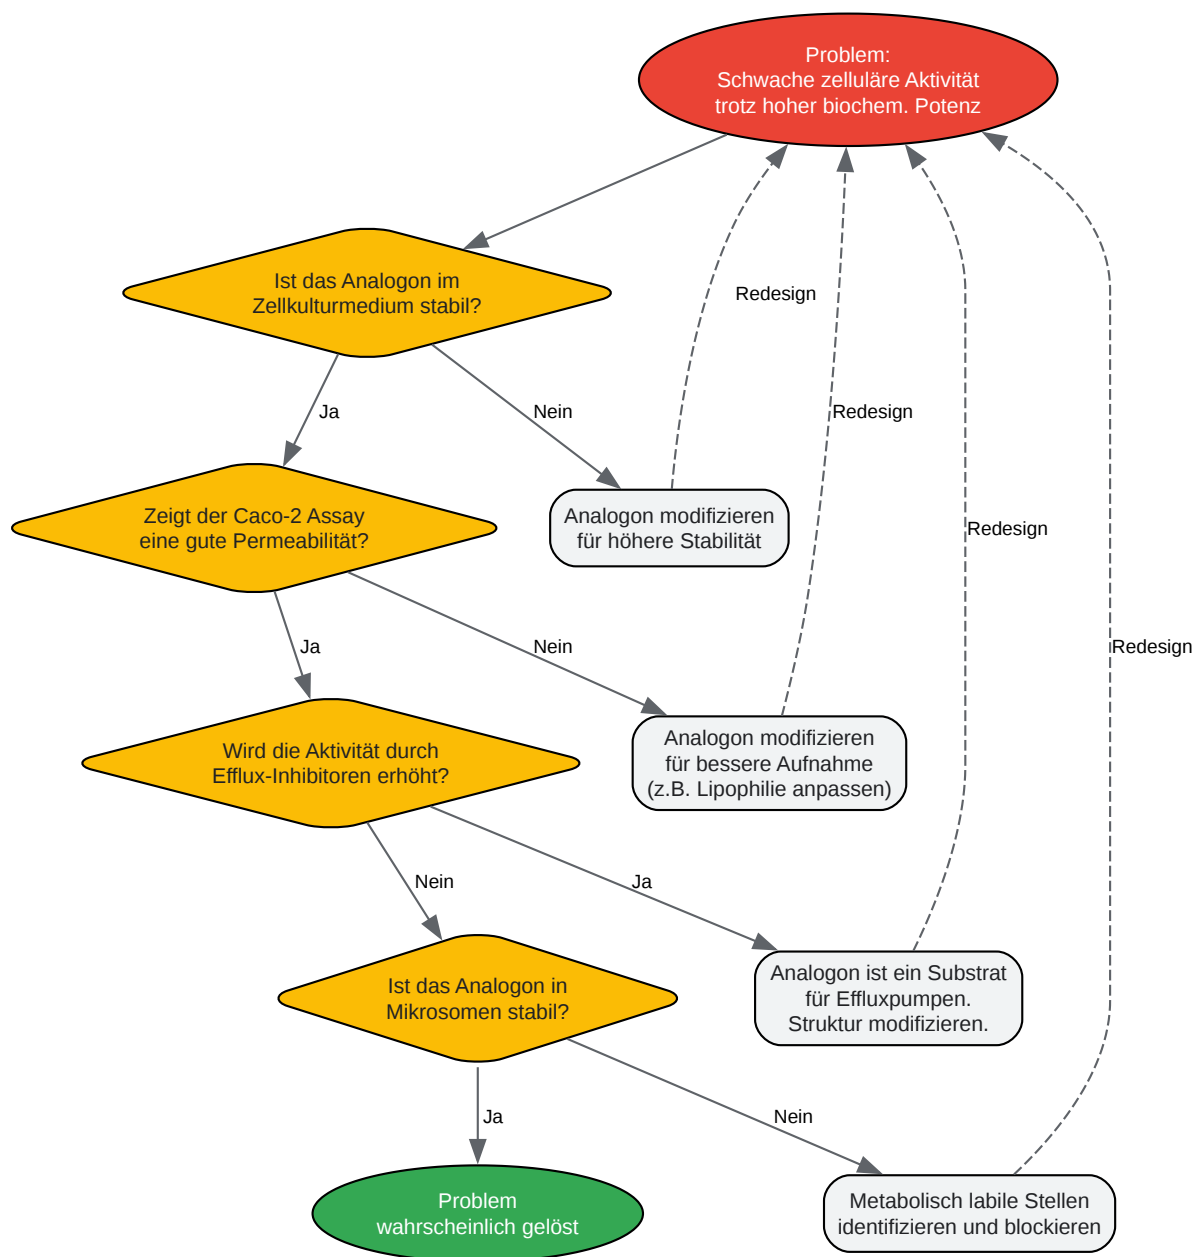 Problem:
Schwache zelluläre Aktivität
trotz hoher biochem. Potenz
Ist das Analogon im
Zellkulturmedium stabil?
Redesign
Ja
Nein
Redesign
Zeigt der Caco-2 Assay
eine gute Permeabilität?
Analogon modifizieren
für höhere Stabilität
Redesign
Ja
Nein
Redesign
Wird die Aktivität durch
Efflux-Inhibitoren erhöht?
Analogon modifizieren
für bessere Aufnahme
(z.B. Lipophilie anpassen)
Nein
Ja
Ist das Analogon in
Mikrosomen stabil?
Analogon ist ein Substrat
für Effluxpumpen.
Struktur modifizieren.
Ja
Nein
Problem
wahrscheinlich gelöst
Metabolisch labile Stellen
identifizieren und blockieren